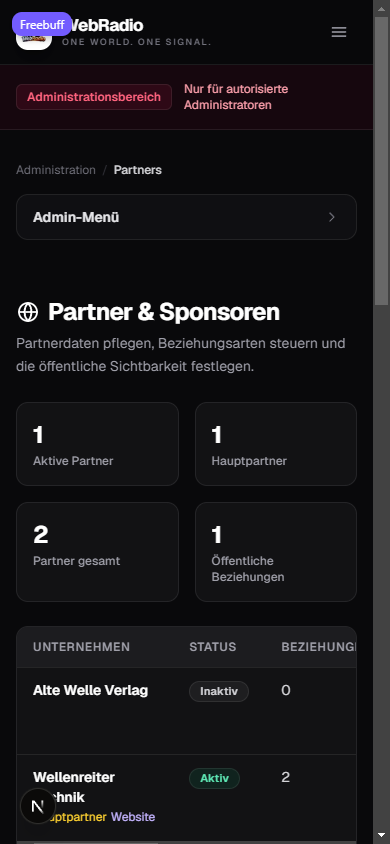 Freebuff
WebRadio
ONE WORLD. ONE SIGNAL.
Administrationsbereich
Nur für autorisierte
Administratoren
Administration / Partners
Admin-Menü
Partner & Sponsoren
Partnerdaten pflegen, Beziehungsarten steuern und
die öffentliche Sichtbarkeit festlegen.
1
Aktive Partner
1
Hauptpartner
2
Partner gesamt
1
Öffentliche
Beziehungen
UNTERNEHMEN STATUS BEZIEHUNG
Alte Welle Verlag Inaktiv 0
Wellenreiter Aktiv 2
N
Website